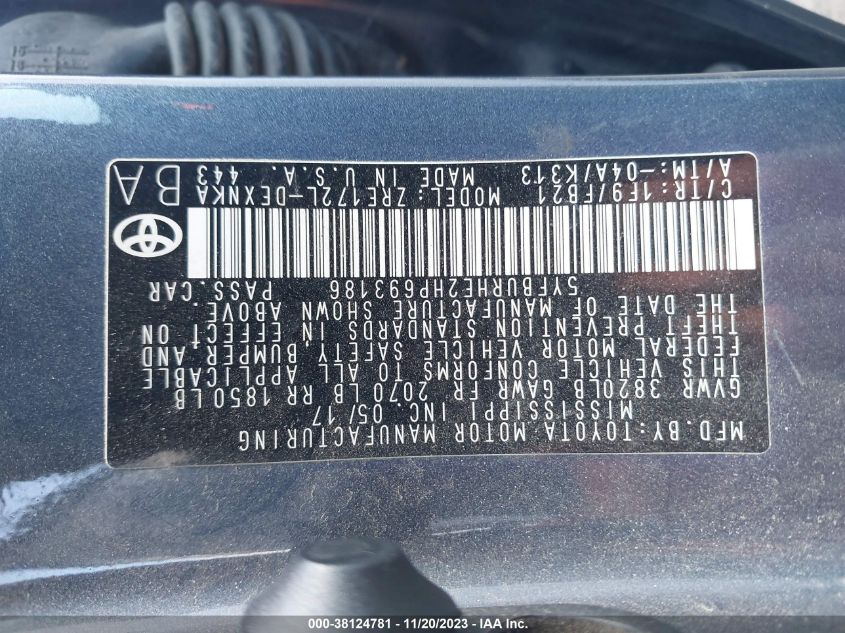 MFD. BY: TOYOTA MOTOR MANUFACTURING
MISSISSIPPI INC. 05/17
GVWR 3820LB GAWR FR 2070 LB RR 1850LB
THIS VEHICLE CONFORMS TO ALL APPLICABLE
FEDERAL MOTOR VEHICLE SAFETY BUMPER AND
THEFT PREVENTION STANDARDS IN EFFECT ON
THE DATE OF MANUFACTURE SHOWN ABOVE
5YFBURHE2HP693186 PASS.CAR
C/TR:1F9/FB21 MODEL:ZRE172L-DEXNKA
A/TM:-04A/K313 MADE IN U.S.A. 443
BA
000-38124781 - 11/20/2023 - IAA Inc.